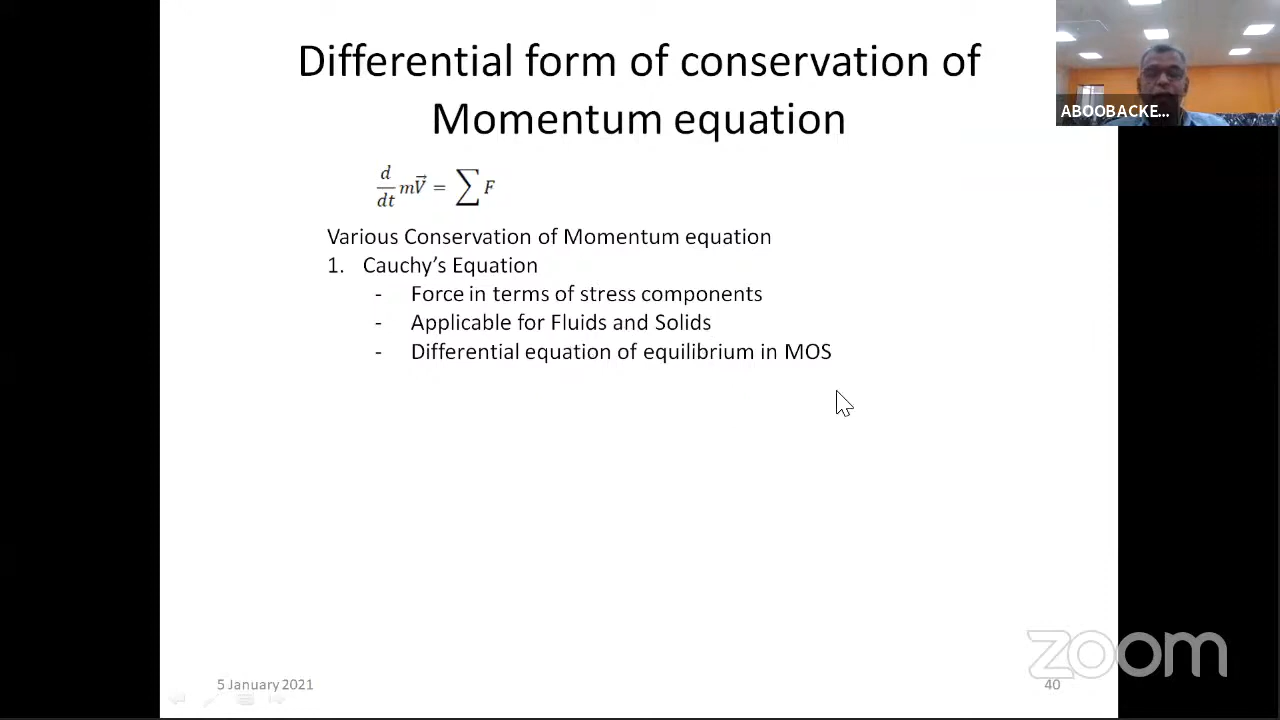 Differential form of conservation of
Momentum equation
ABOOBACKE...
d/dt mV⃗ = ∑ F
Various Conservation of Momentum equation
1. Cauchy's Equation
- Force in terms of stress components
- Applicable for Fluids and Solids
- Differential equation of equilibrium in MOS
zoom
5 January 2021
40